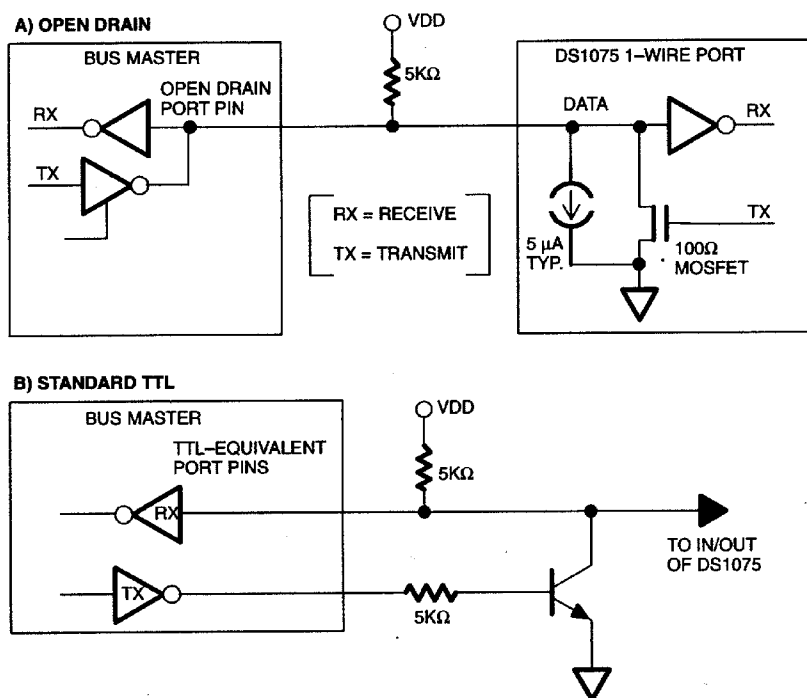 A) OPEN DRAIN
VDD
BUS MASTER
DS1075 1–WIRE PORT
5KΩ
OPEN DRAIN
PORT PIN
RX
DATA
RX
TX
RX = RECEIVE
TX = TRANSMIT
TX
5 μA
TYP.
100Ω
MOSFET
B) STANDARD TTL
BUS MASTER
VDD
TTL–EQUIVALENT
PORT PINS
5KΩ
RX
TO IN/OUT
OF DS1075
TX
5KΩ